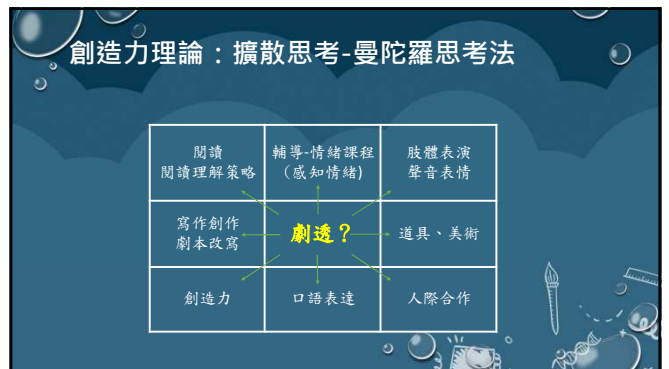 創造力理論：擴散思考-曼陀羅思考法
閱讀
閱讀理解策略
輔導-情緒課程
（感知情緒)
肢體表演
聲音表情
寫作創作
劇本改寫
劇透？
道具、美術
創造力
口語表達
人際合作